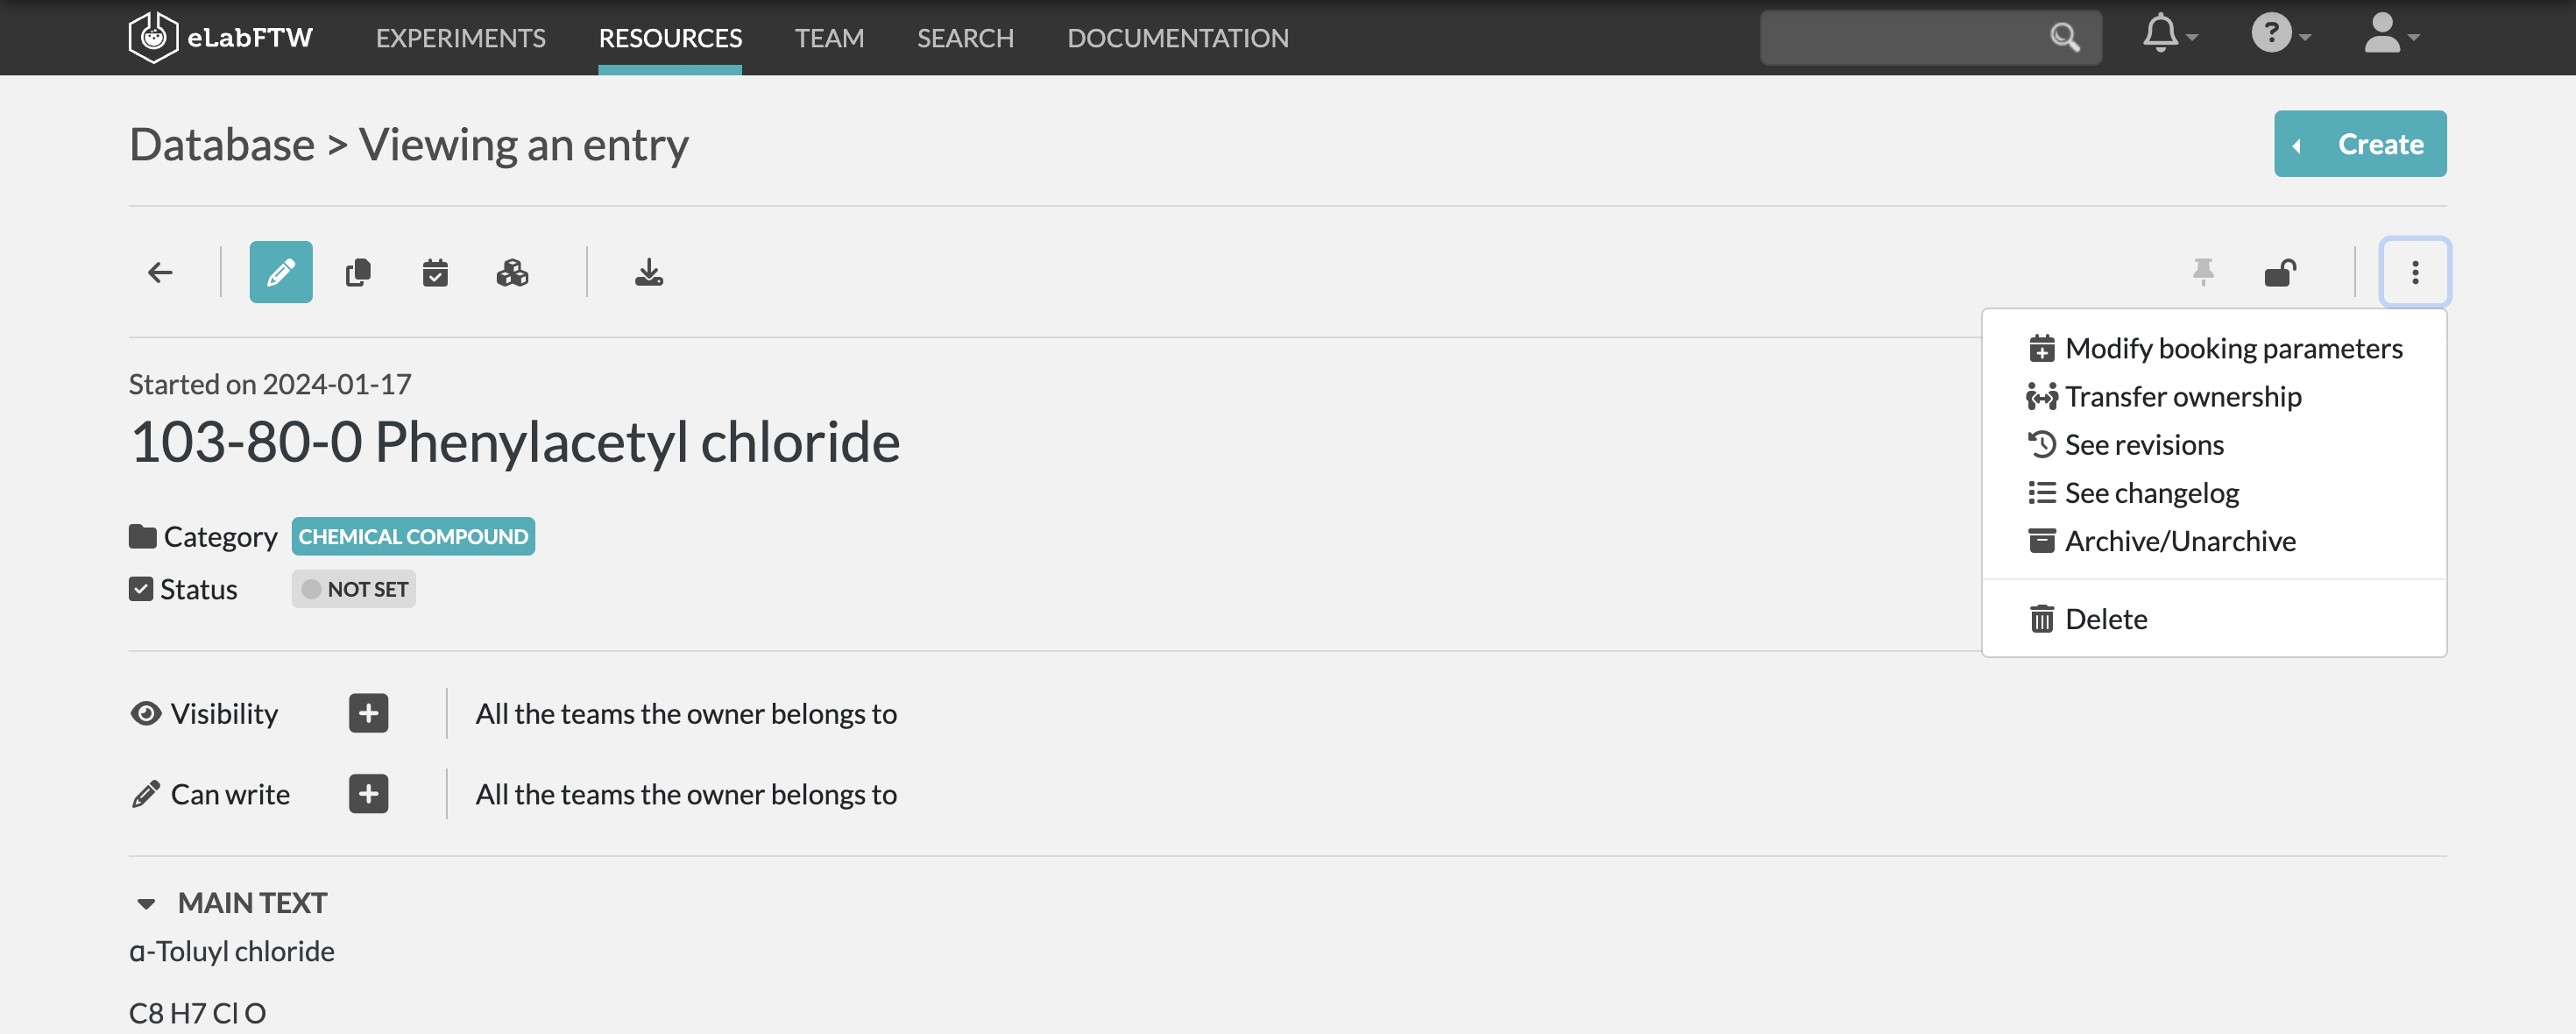 eLabFTW EXPERIMENTS RESOURCES TEAM SEARCH DOCUMENTATION ?
Database > Viewing an entry
Create
Modify booking parameters
Transfer ownership
See revisions
See changelog
Archive/Unarchive
Delete
Started on 2024-01-17
103-80-0 Phenylacetyl chloride
Category CHEMICAL COMPOUND
Status NOT SET
Visibility All the teams the owner belongs to
Can write All the teams the owner belongs to
MAIN TEXT
α-Toluyl chloride
C8 H7 Cl O